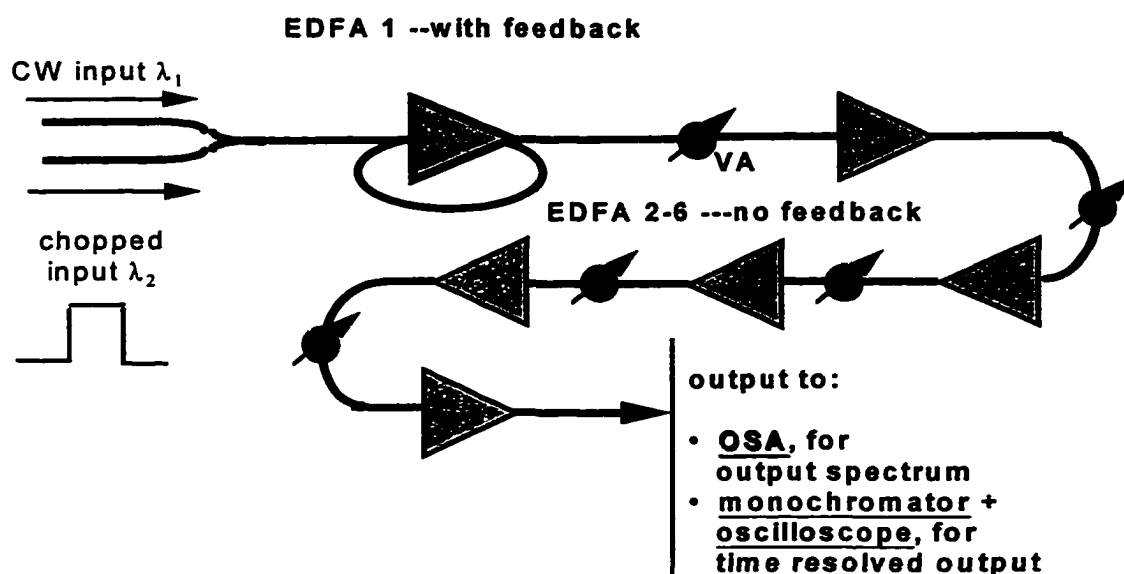 EDFA 1 --with feedback
CW input λ₁
VA
EDFA 2-6 ---no feedback
chopped
input λ₂
output to:
• OSA, for
output spectrum
• monochromator +
oscilloscope, for
time resolved output